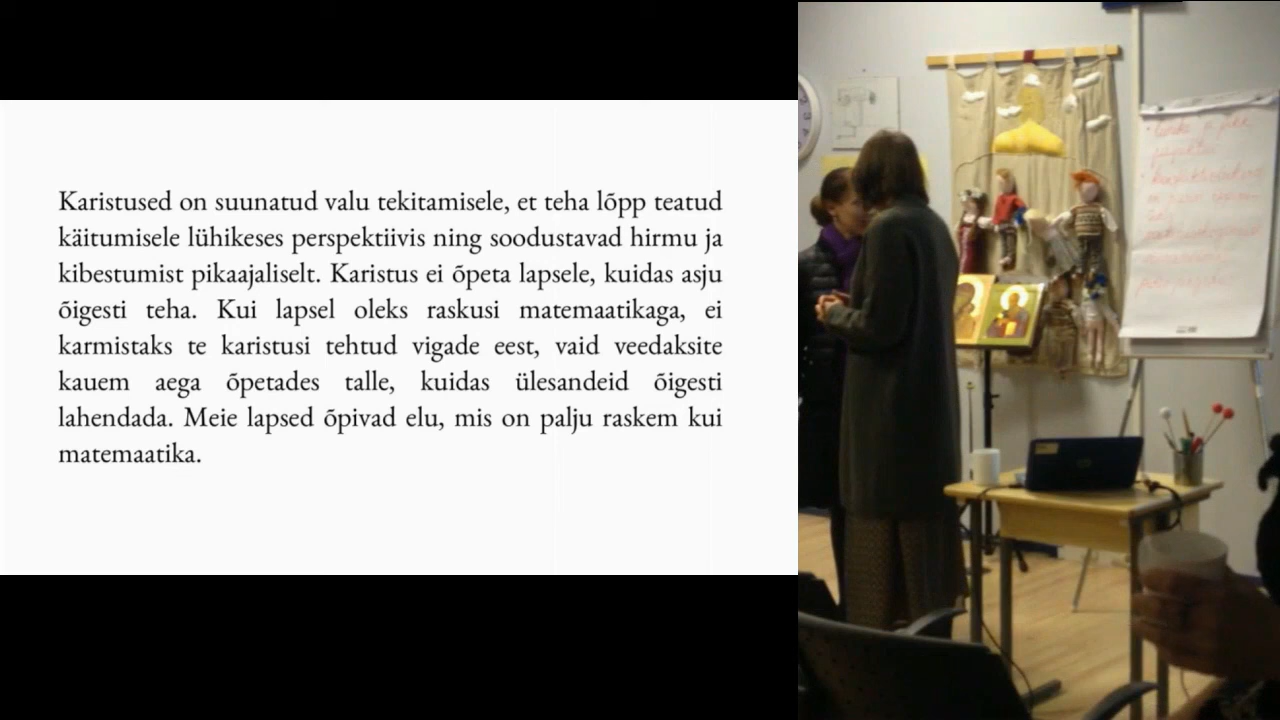 Karistused on suunatud valu tekitamisele, et teha lõpp teatud
käitumisele lühikeses perspektiivis ning soodustavad hirmu ja
kibestumist pikaajaliselt. Karistus ei õpeta lapsele, kuidas asju
õigesti teha. Kui lapsel oleks raskusi matemaatikaga, ei
karmistaks te karistusi tehtud vigade eest, vaid veedaksite
kauem aega õpetades talle, kuidas ülesandeid õigesti
lahendada. Meie lapsed õpivad elu, mis on palju raskem kui
matemaatika.